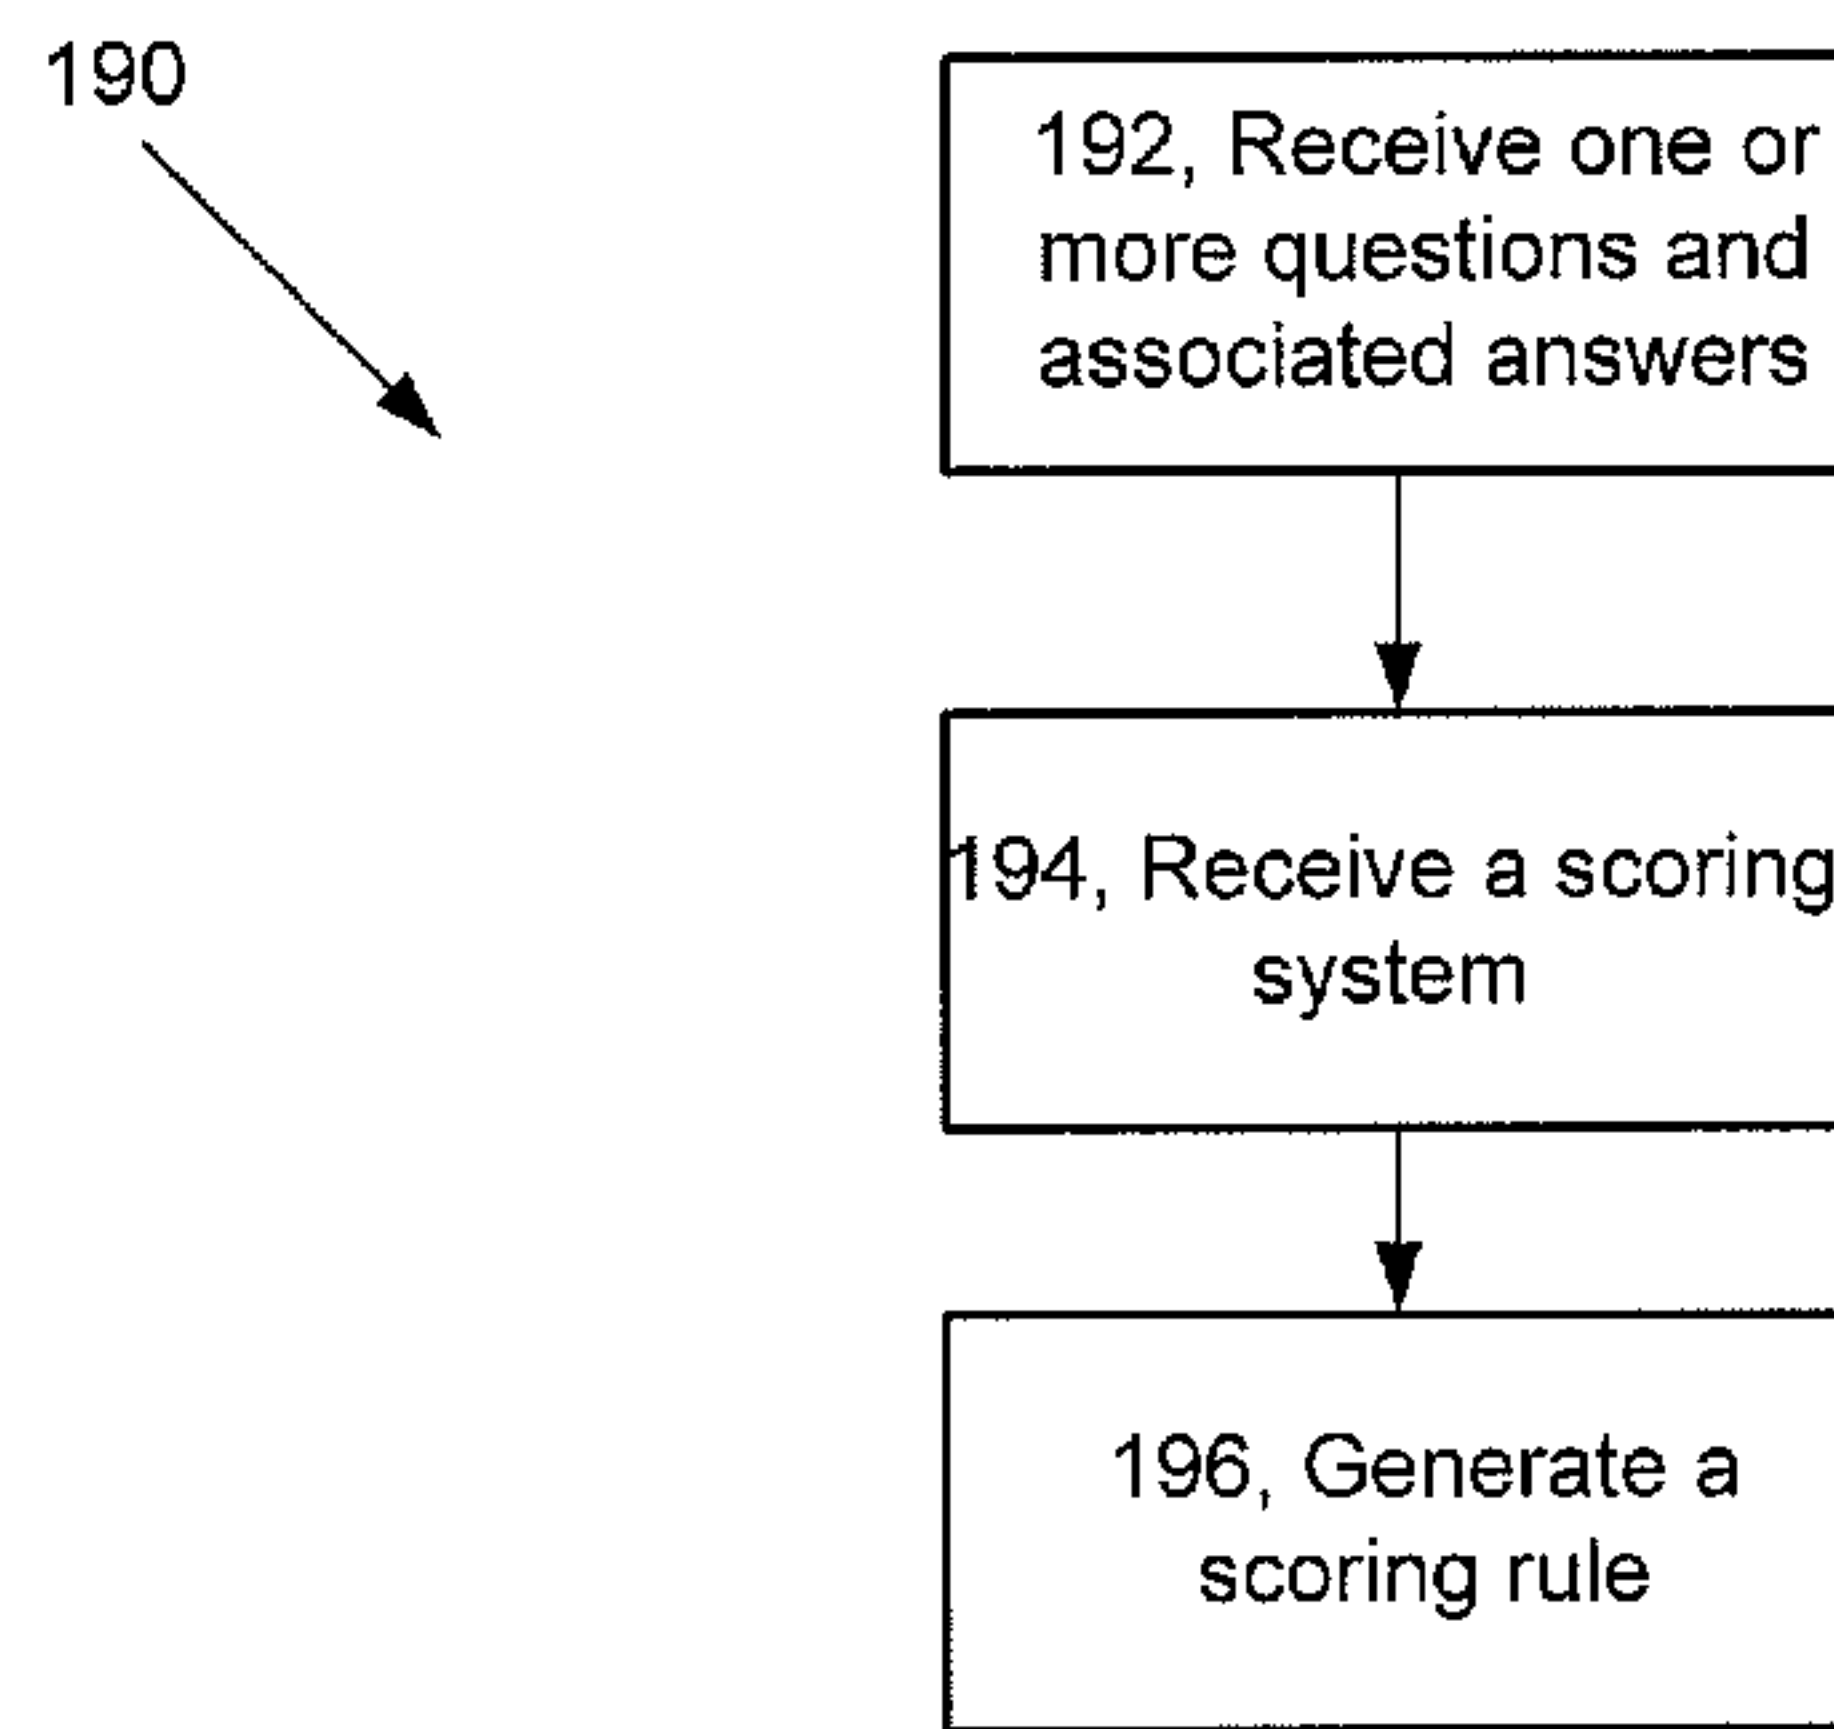 190
192, Receive one or
more questions and
associated answers
194, Receive a scoring
system
196, Generate a
scoring rule